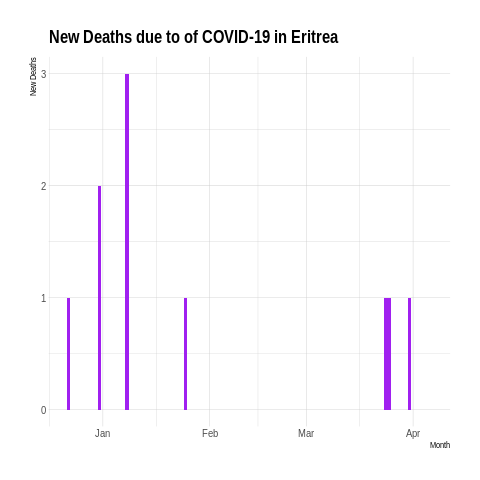 New Deaths due to of COVID-19 in Eritrea
New Deaths
3
2
1
0
Jan Feb Mar Apr
Month